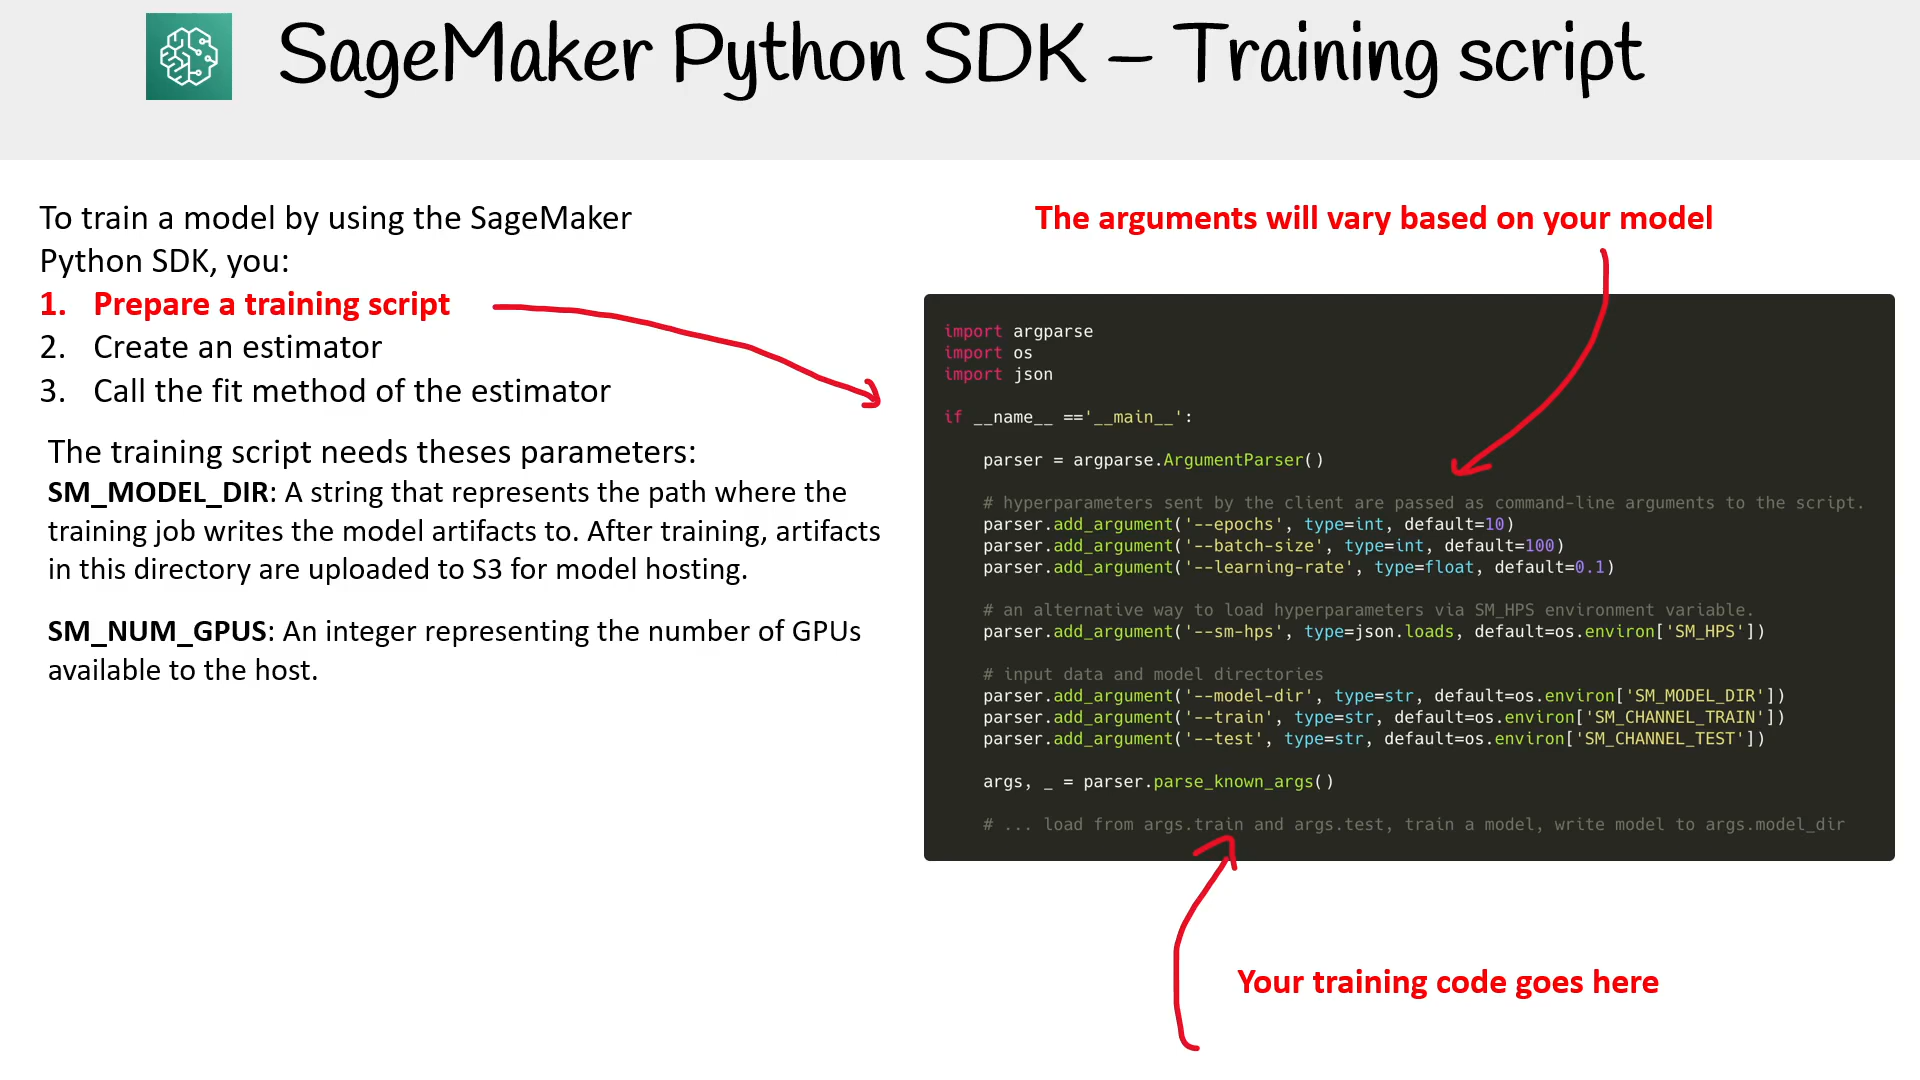 SageMaker Python SDK – Training script
To train a model by using the SageMaker
Python SDK, you:
1. Prepare a training script
2. Create an estimator
3. Call the fit method of the estimator
The training script needs theses parameters:
SM_MODEL_DIR: A string that represents the path where the
training job writes the model artifacts to. After training, artifacts
in this directory are uploaded to S3 for model hosting.
SM_NUM_GPUS: An integer representing the number of GPUs
available to the host.
The arguments will vary based on your model
import argparse
import os
import json
if __name__ =='__main__':
parser = argparse.ArgumentParser()
# hyperparameters sent by the client are passed as command-line arguments to the script.
parser.add_argument('--epochs', type=int, default=10)
parser.add_argument('--batch-size', type=int, default=100)
parser.add_argument('--learning-rate', type=float, default=0.1)
# an alternative way to load hyperparameters via SM_HPS environment variable.
parser.add_argument('--sm-hps', type=json.loads, default=os.environ['SM_HPS'])
# input data and model directories
parser.add_argument('--model-dir', type=str, default=os.environ['SM_MODEL_DIR'])
parser.add_argument('--train', type=str, default=os.environ['SM_CHANNEL_TRAIN'])
parser.add_argument('--test', type=str, default=os.environ['SM_CHANNEL_TEST'])
args, _ = parser.parse_known_args()
# ... load from args.train and args.test, train a model, write model to args.model_dir
Your training code goes here